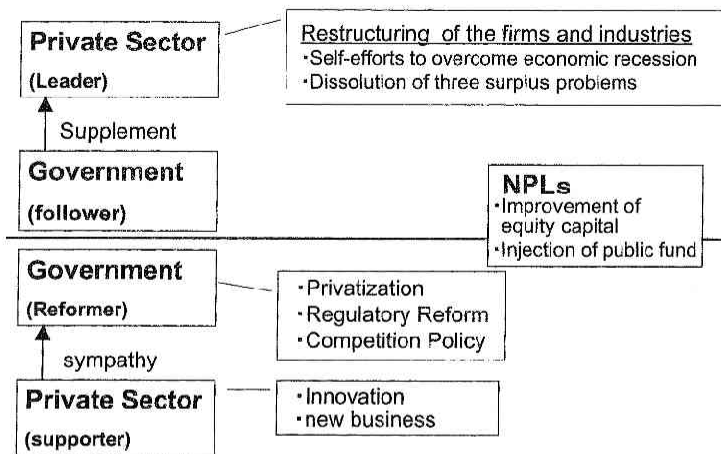 Private Sector
(Leader)
Restructuring of the firms and industries
・Self-efforts to overcome economic recession
・Dissolution of three surplus problems
Supplement
Government
(follower)
NPLs
・Improvement of
equity capital
・Injection of public fund
Government
(Reformer)
・Privatization
・Regulatory Reform
・Competition Policy
sympathy
Private Sector
(supporter)
・Innovation
・new business